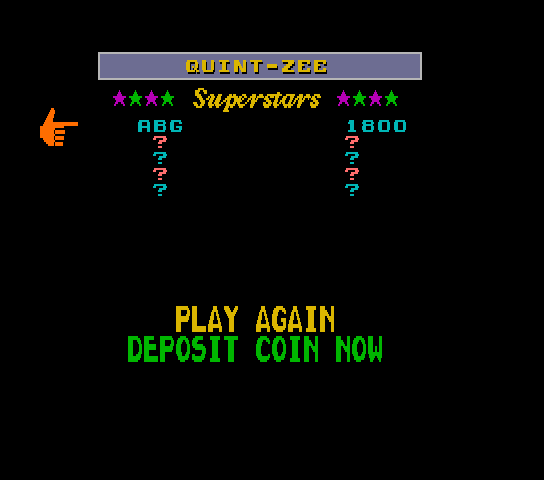 QUINT-ZEE
Superstars
ABG 1800
? ?
? ?
? ?
? ?
PLAY AGAIN
DEPOSIT COIN NOW